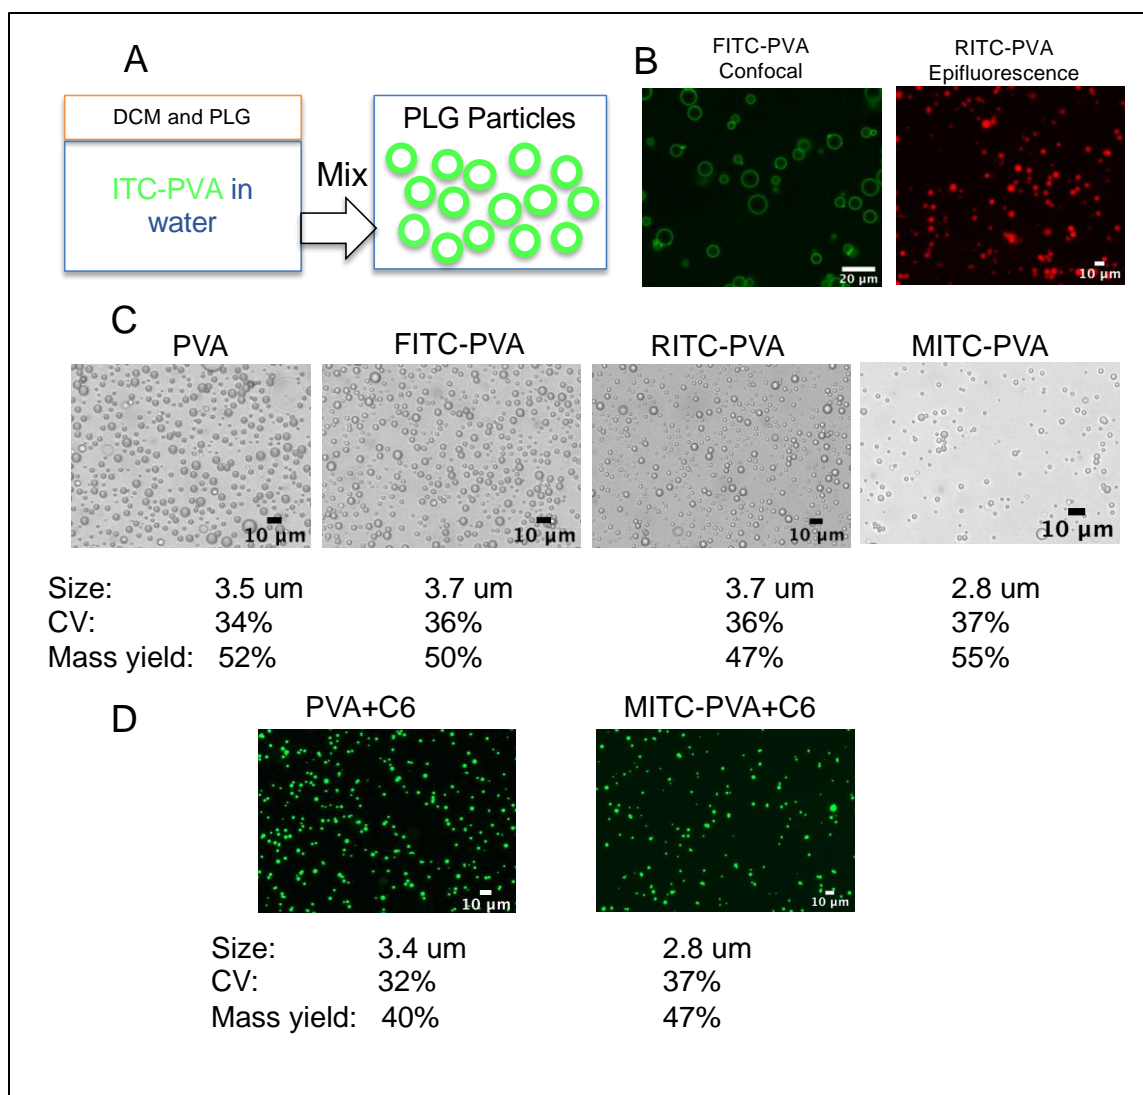 A
DCM and PLG
ITC-PVA in
water
Mix
PLG Particles
B
FITC-PVA
Confocal
20 μm
RITC-PVA
Epifluorescence
10 μm
C
PVA
FITC-PVA
RITC-PVA
MITC-PVA
10 μm
10 μm
10 μm
10 μm
Size: 3.5 um 3.7 um 3.7 um 2.8 um
CV: 34% 36% 36% 37%
Mass yield: 52% 50% 47% 55%
D
PVA+C6
MITC-PVA+C6
10 μm
10 μm
Size: 3.4 um 2.8 um
CV: 32% 37%
Mass yield: 40% 47%